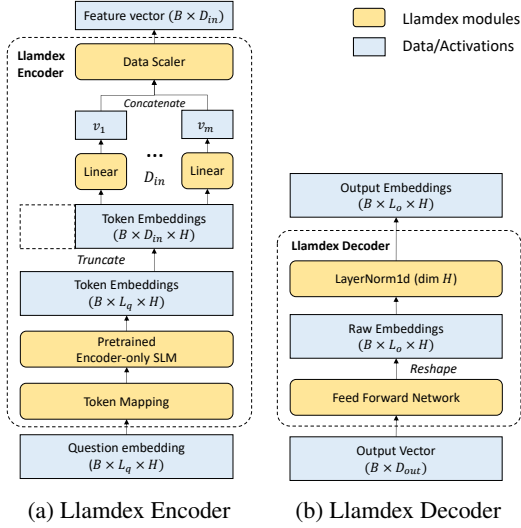 Feature vector (B × D_in)
Llamdex modules
Data/Activations
Llamdex
Encoder
Data Scaler
Concatenate
v_1
v_m
...
Linear
D_in
Linear
Token Embeddings
(B × D_in × H)
Truncate
Token Embeddings
(B × L_q × H)
Pretrained
Encoder-only SLM
Token Mapping
Question embedding
(B × L_q × H)
(a) Llamdex Encoder
Output Embeddings
(B × L_o × H)
Llamdex Decoder
LayerNorm1d (dim H)
Raw Embeddings
(B × L_o × H)
Reshape
Feed Forward Network
Output Vector
(B × D_out)
(b) Llamdex Decoder